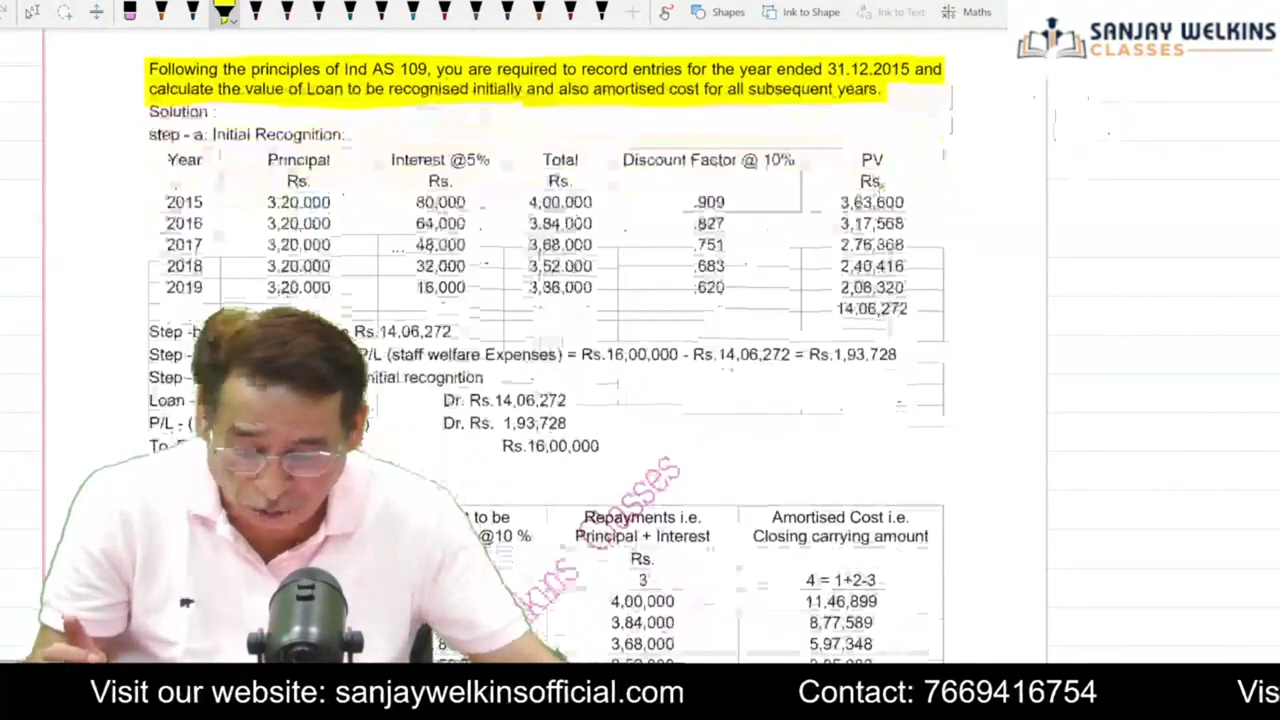 Shapes Ink to Shape Ink to Text Maths
SANJAY WELKINS
CLASSES
Following the principles of Ind AS 109, you are required to record entries for the year ended 31.12.2015 and
calculate the value of Loan to be recognised initially and also amortised cost for all subsequent years.
Solution :
step - a: Initial Recognition:
Year Principal Interest @5% Total Discount Factor @ 10% PV
Rs. Rs. Rs. Rs.
2015 3,20,000 80,000 4,00,000 .909 3,63,600
2016 3,20,000 64,000 3,84,000 .827 3,17,568
2017 3,20,000 48,000 3,68,000 .751 2,76,368
2018 3,20,000 32,000 3,52,000 .683 2,40,416
2019 3,20,000 16,000 3,36,000 .620 2,08,320
14,06,272
Step Rs.14,06,272
Step - P/L (staff welfare Expenses) = Rs.16,00,000 - Rs.14,06,272 = Rs.1,93,728
Step recognition
Loan - Dr. Rs.14,06,272
P/L - ( ) Dr. Rs. 1,93,728
To Rs.16,00,000
to be Repayments i.e. Amortised Cost i.e.
@10 % Principal + Interest Closing carrying amount
Rs.
3 4 = 1+2-3
4,00,000 11,46,899
3,84,000 8,77,589
3,68,000 5,97,348
Visit our website: sanjaywelkinsofficial.com Contact: 7669416754 Vis